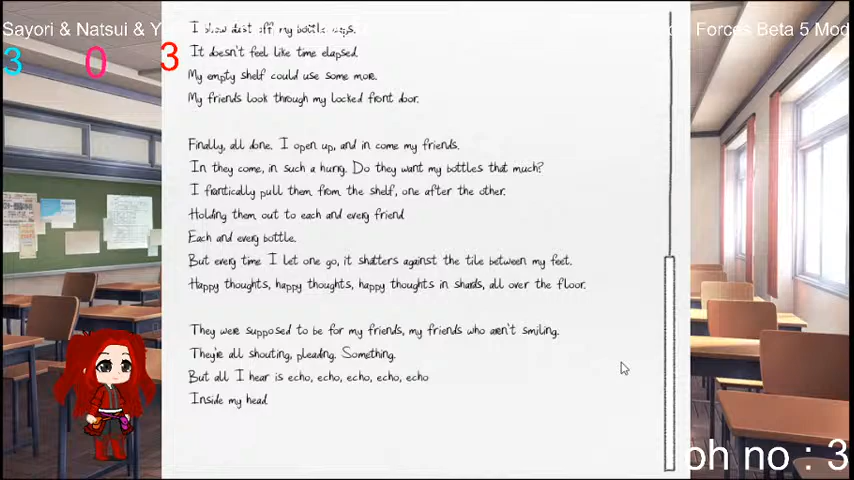 Sayori & Natsui & Y
Forces Beta 5 Mod
3 0 3
I blow dust off my bottle caps.
It doesn't feel like time elapsed.
My empty shelf could use some more.
My friends look through my locked front door.
Finally, all done. I open up, and in come my friends.
In they come, in such a hurry. Do they want my bottles that much?
I frantically pull them from the shelf, one after the other.
Holding them out to each and every friend
Each and every bottle.
But every time I let one go, it shatters against the tile between my feet.
Happy thoughts, happy thoughts, happy thoughts in shards, all over the floor.
They were supposed to be for my friends, my friends who aren't smiling.
They're all shouting, pleading. Something.
But all I hear is echo, echo, echo, echo, echo
Inside my head
oh no : 3